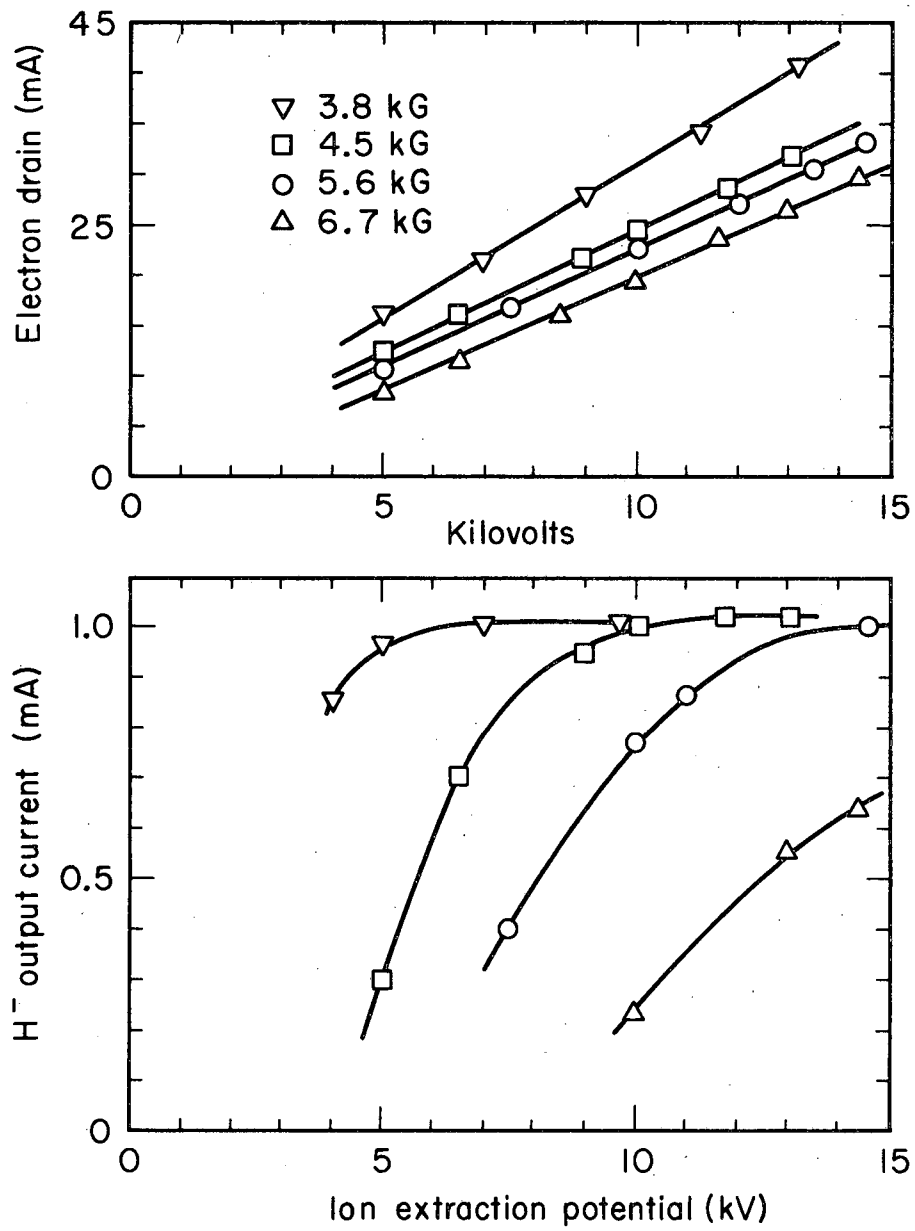 Electron drain (mA)
45
25
0
▽ 3.8 kG
□ 4.5 kG
○ 5.6 kG
△ 6.7 kG
0 5 10 15
Kilovolts
H⁻ output current (mA)
1.0
0.5
0
0 5 10 15
Ion extraction potential (kV)